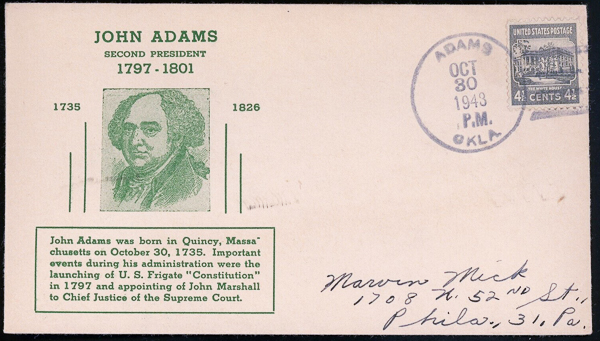 JOHN ADAMS
SECOND PRESIDENT
1797 - 1801
1735
1826
John Adams was born in Quincy, Massa-
chusetts on October 30, 1735. Important
events during his administration were the
launching of U. S. Frigate "Constitution"
in 1797 and appointing of John Marshall
to Chief Justice of the Supreme Court.
ADAMS
OCT
30
1943
P.M.
OKLA.
UNITED STATES POSTAGE
THE WHITE HOUSE
4½ CENTS 4½
Marvin Mick
1708 N. 52ND St.,
Phila., 31, Pa.